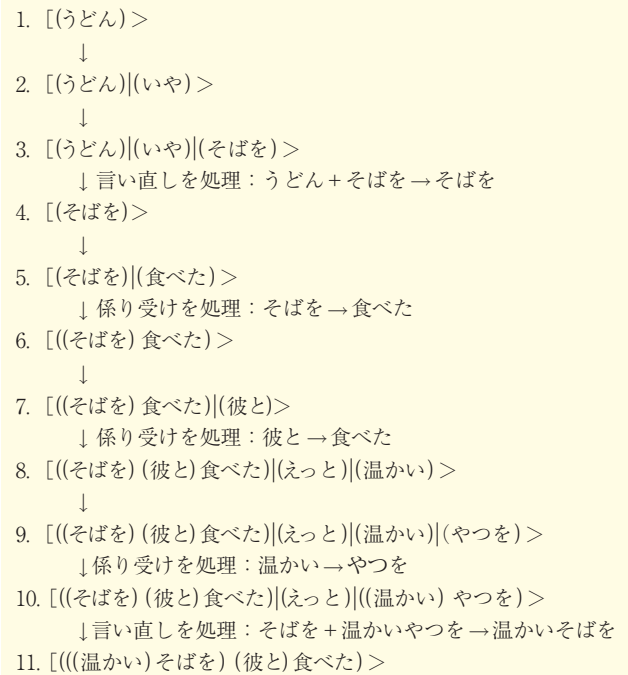 1. [(うどん)>
↓
2. [(うどん)|(いや)>
↓
3. [(うどん)|(いや)|(そばを)>
↓言い直しを処理：うどん+そばを→そばを
4. [(そばを)>
↓
5. [(そばを)|(食べた)>
↓係り受けを処理：そばを→食べた
6. [((そばを)食べた)>
↓
7. [((そばを)食べた)|(彼と)>
↓係り受けを処理：彼と→食べた
8. [((そばを)(彼と)食べた)|(えっと)|(温かい)>
↓
9. [((そばを)(彼と)食べた)|(えっと)|(温かい)|(やつを)>
↓係り受けを処理：温かい→やつを
10. [((そばを)(彼と)食べた)|(えっと)|((温かい) やつを)>
↓言い直しを処理：そばを+温かいやつを→温かいそばを
11. [(((温かい)そばを)(彼と)食べた)>